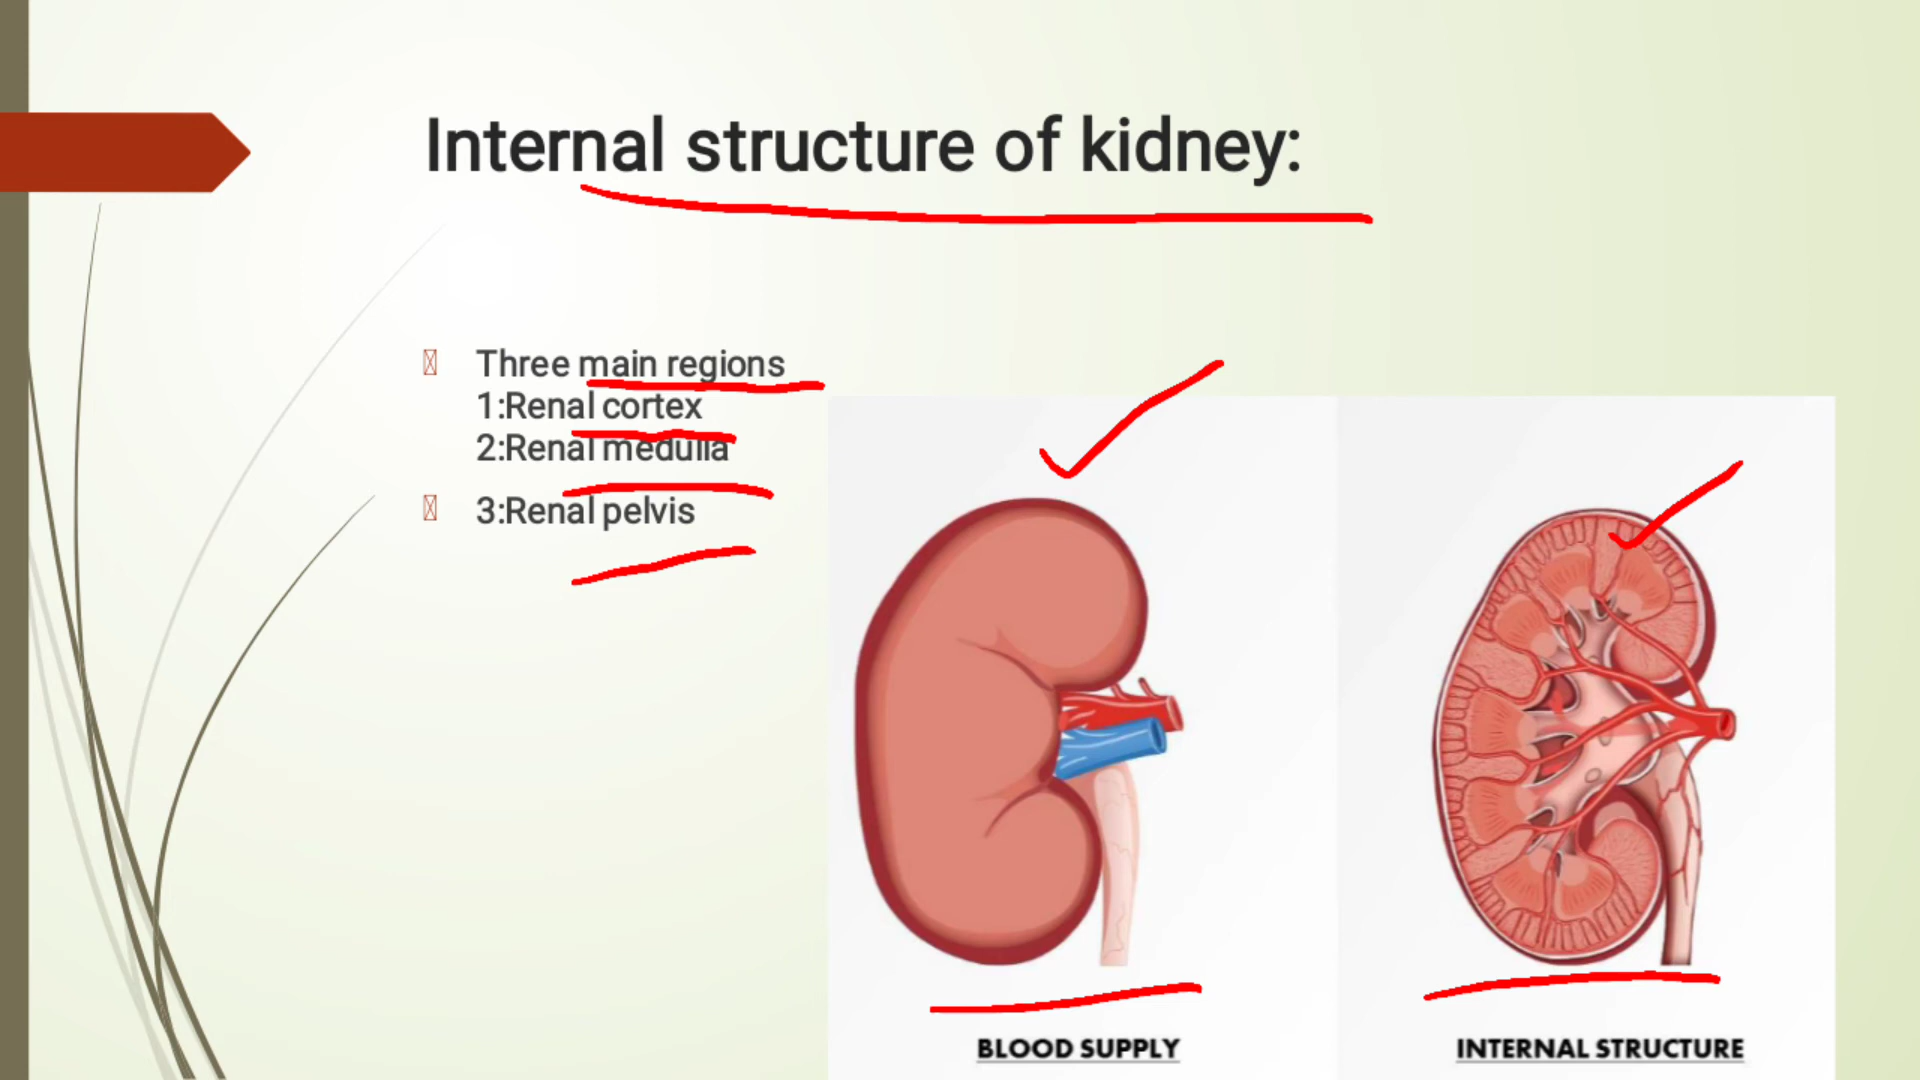 Internal structure of kidney:
Three main regions
1:Renal cortex
2:Renal medulla
3:Renal pelvis
BLOOD SUPPLY
INTERNAL STRUCTURE